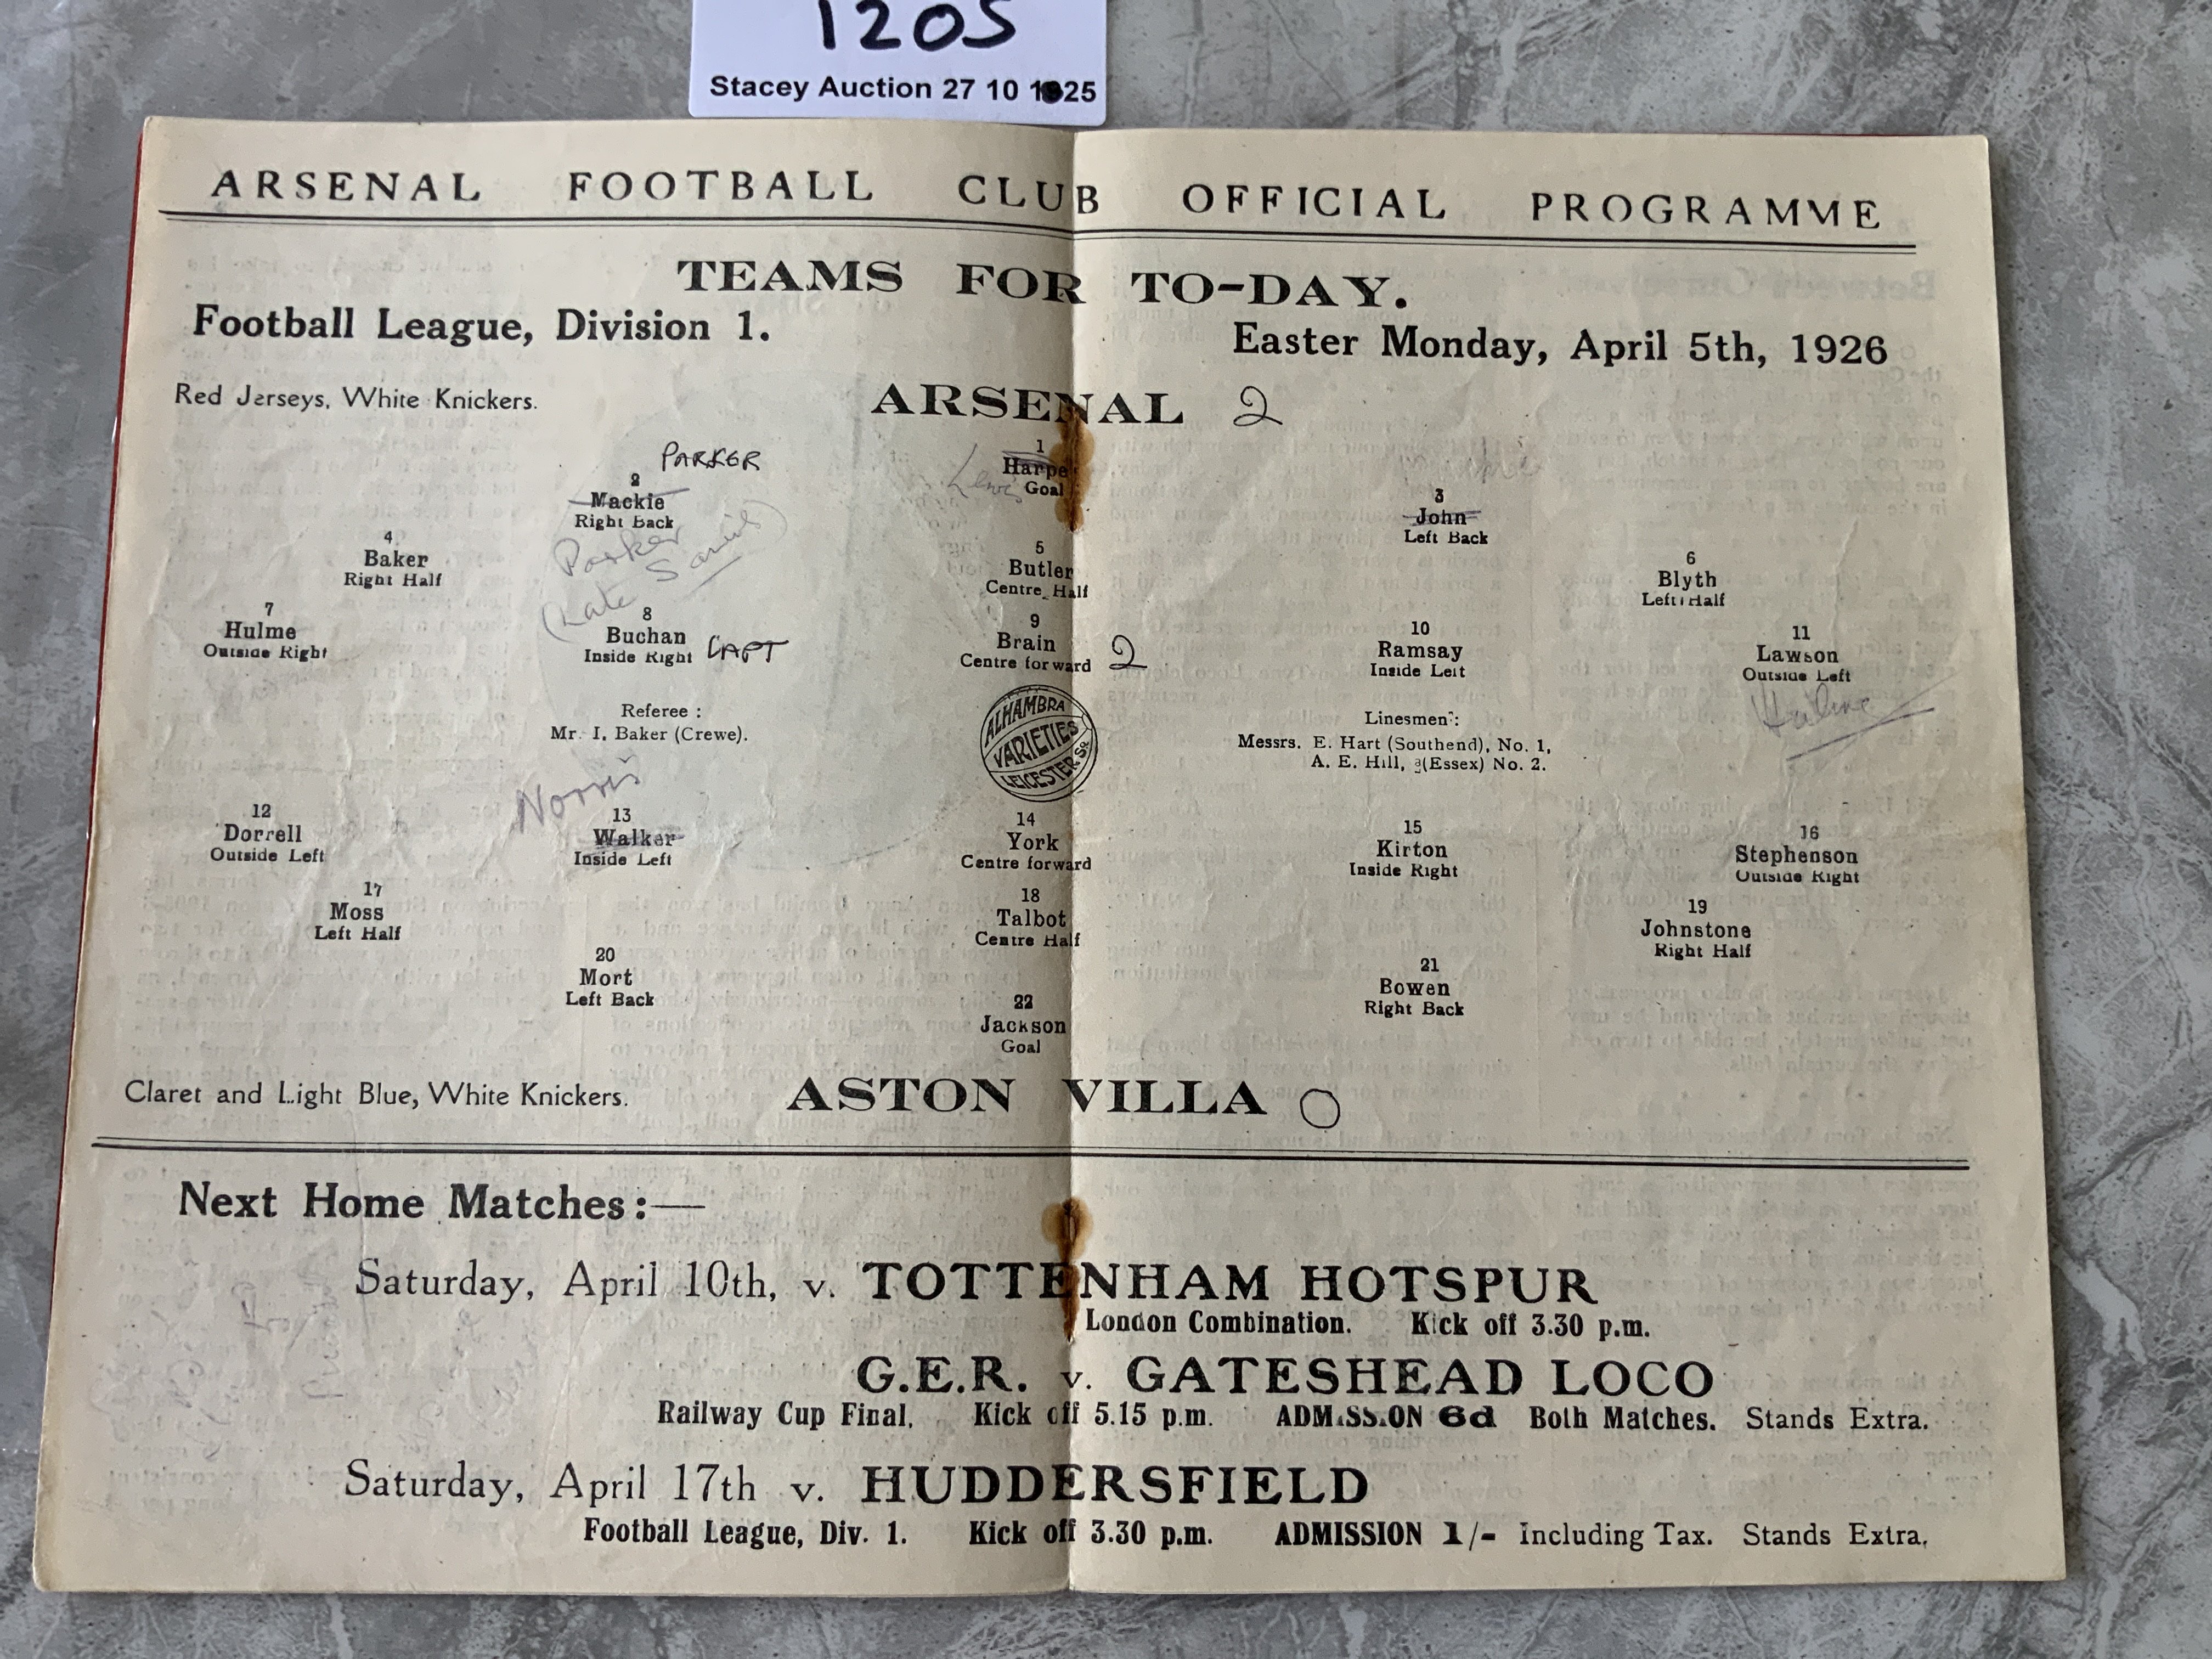 1205
Stacey Auction 27 10 1925
ARSENAL FOOTBALL CLUB OFFICIAL PROGRAMME
TEAMS FOR TO-DAY.
Football League, Division 1. Easter Monday, April 5th, 1926
Red Jerseys, White Knickers. ARSENAL 2
PARKER
Lewis
1
Harpe
Goal
2
Mackie
Right Back
3
John
Left Back
Parker
(Late Saints)
4
Baker
Right Half
5
Butler
Centre Half
6
Blyth
Left Half
7
Hulme
Outside Right
8
Buchan
Inside Right CAPT
9
Brain
Centre forward 2
10
Ramsay
Inside Left
11
Lawson
Outside Left
Hulme
Referee :
Mr. I. Baker (Crewe).
ALHAMBRA
VARIETIES
LEICESTER SQ
Linesmen :
Messrs. E. Hart (Southend), No. 1,
A. E. Hill, (Essex) No. 2.
Norris
12
Dorrell
Outside Left
13
Walker
Inside Left
14
York
Centre forward
15
Kirton
Inside Right
16
Stephenson
Outside Right
17
Moss
Left Half
18
Talbot
Centre Half
19
Johnstone
Right Half
20
Mort
Left Back
21
Bowen
Right Back
22
Jackson
Goal
Claret and Light Blue, White Knickers. ASTON VILLA 0
Next Home Matches:—
Saturday, April 10th, v. TOTTENHAM HOTSPUR
London Combination. Kick off 3.30 p.m.
G.E.R. v. GATESHEAD LOCO
Railway Cup Final. Kick off 5.15 p.m. ADMISSION 6d Both Matches. Stands Extra.
Saturday, April 17th v. HUDDERSFIELD
Football League, Div. 1. Kick off 3.30 p.m. ADMISSION 1/- Including Tax. Stands Extra.